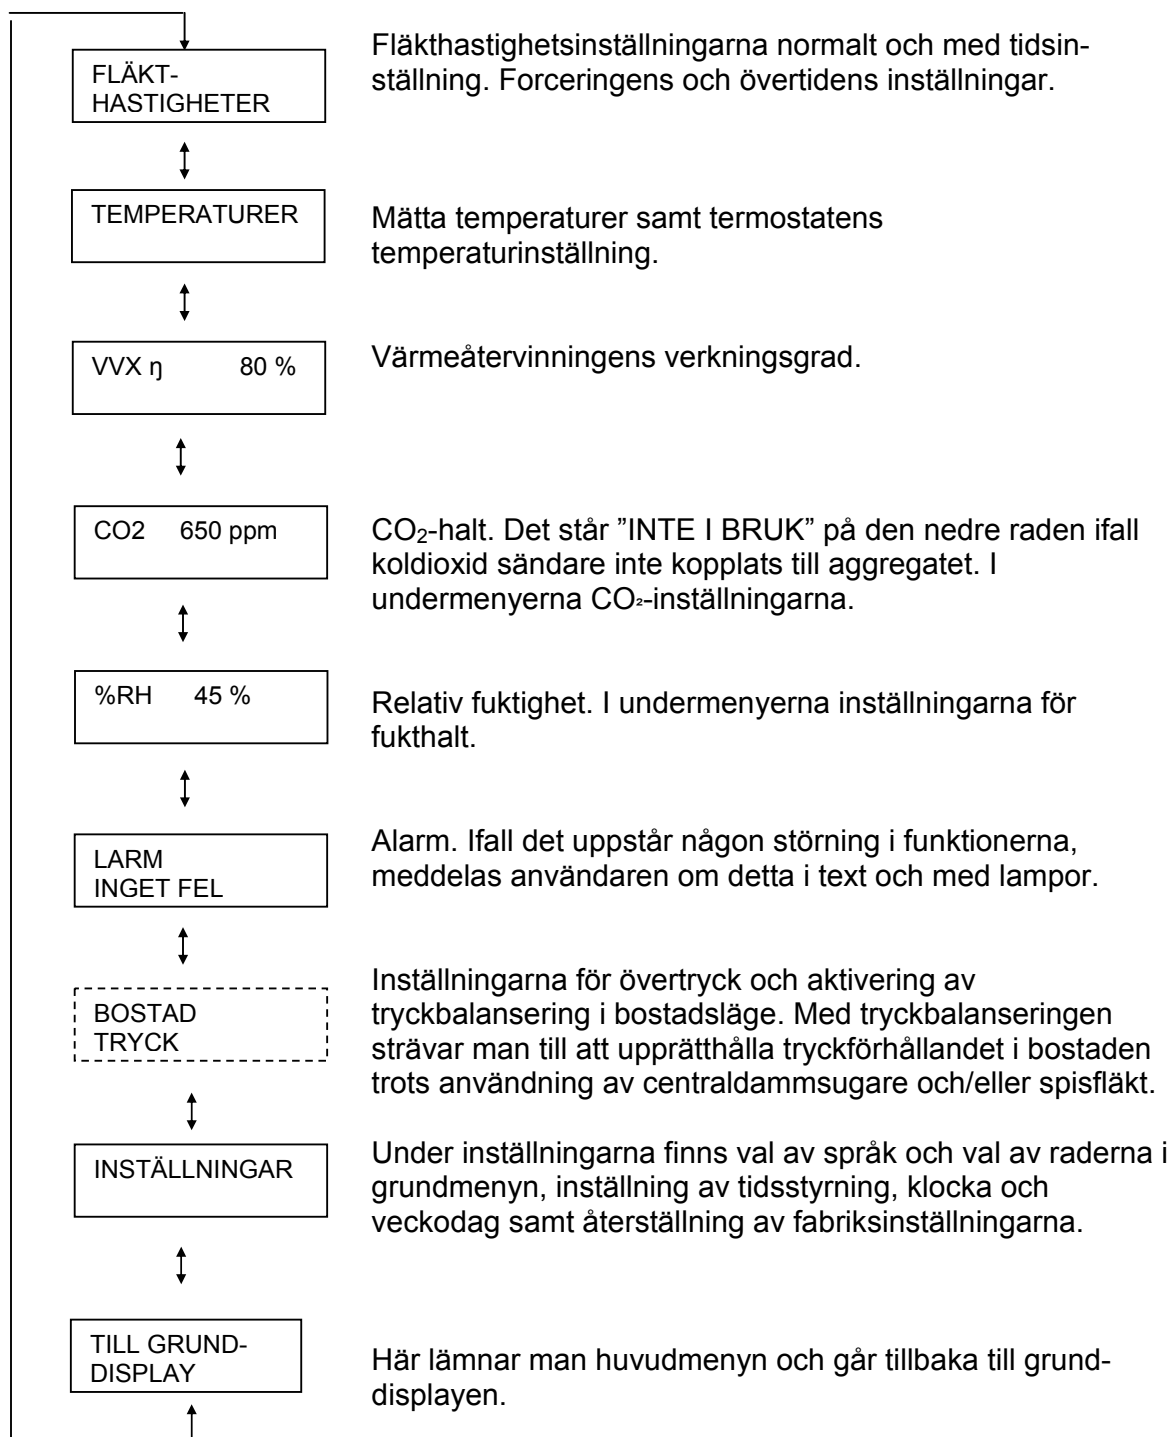 FLÄKT-
HASTIGHETER
Fläkthastighetsinställningarna normalt och med tidsin-
ställning. Forceringens och övertidens inställningar.
TEMPERATURER
Mätta temperaturer samt termostatens
temperaturinställning.
VVX ŋ 80 %
Värmeåtervinningens verkningsgrad.
CO2 650 ppm
CO₂-halt. Det står ”INTE I BRUK” på den nedre raden ifall
koldioxid sändare inte kopplats till aggregatet. I
undermenyerna CO₂-inställningarna.
%RH 45 %
Relativ fuktighet. I undermenyerna inställningarna för
fukthalt.
LARM
INGET FEL
Alarm. Ifall det uppstår någon störning i funktionerna,
meddelas användaren om detta i text och med lampor.
BOSTAD
TRYCK
Inställningarna för övertryck och aktivering av
tryckbalansering i bostadsläge. Med tryckbalanseringen
strävar man till att upprätthålla tryckförhållandet i bostaden
trots användning av centraldammsugare och/eller spisfläkt.
INSTÄLLNINGAR
Under inställningarna finns val av språk och val av raderna i
grundmenyn, inställning av tidsstyrning, klocka och
veckodag samt återställning av fabriksinställningarna.
TILL GRUND-
DISPLAY
Här lämnar man huvudmenyn och går tillbaka till grund-
displayen.